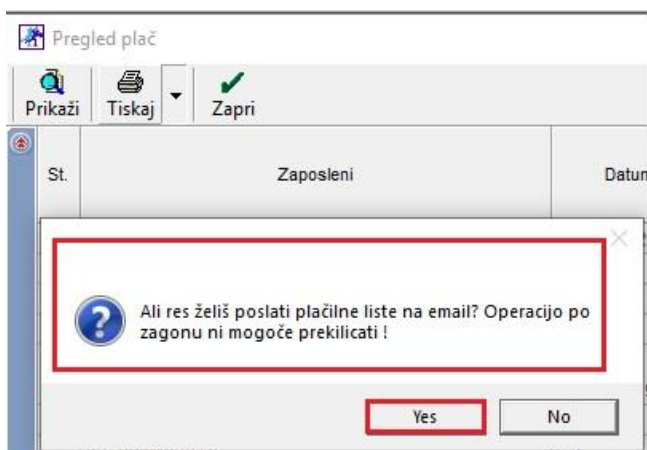 Pregled plač
Prikaži Tiskaj Zapri
St. Zaposleni
Ali res želiš poslati plačilne liste na email? Operacijo po
zagonu ni mogoče prekilicati !
Yes No